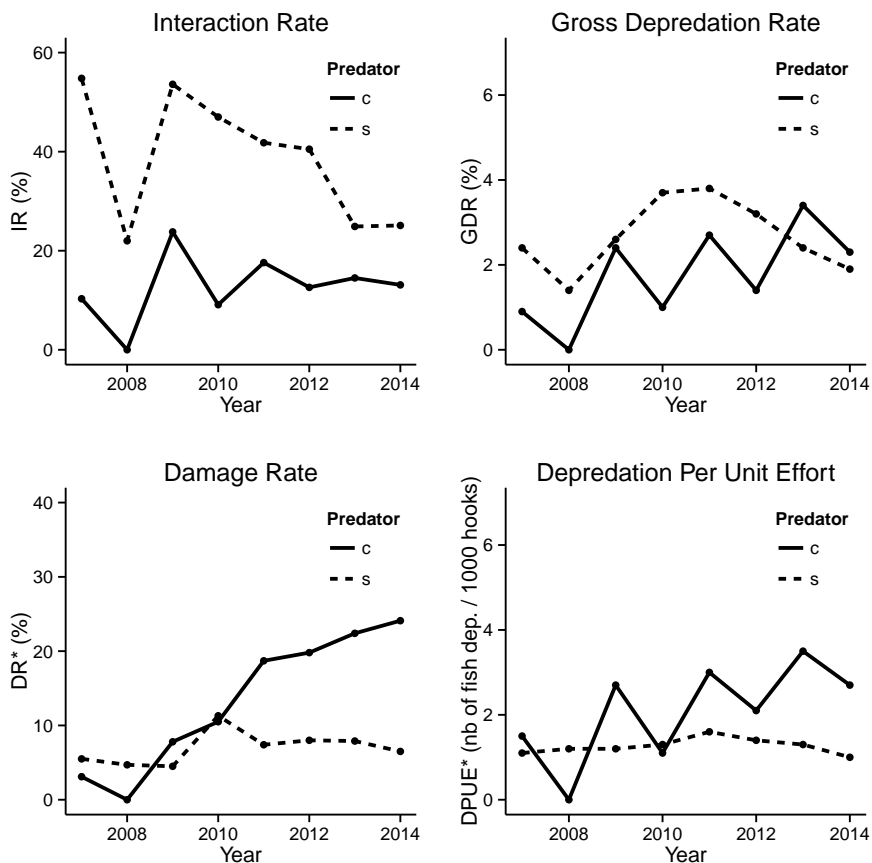 Interaction Rate
IR (%)
60
40
20
0
Predator
c
s
2008
2010
2012
2014
Year
Gross Depredation Rate
GDR (%)
6
4
2
0
Predator
c
s
2008
2010
2012
2014
Year
Damage Rate
DR* (%)
40
30
20
10
0
Predator
c
s
2008
2010
2012
2014
Year
Depredation Per Unit Effort
DPUE* (nb of fish dep. / 1000 hooks)
6
4
2
0
Predator
c
s
2008
2010
2012
2014
Year